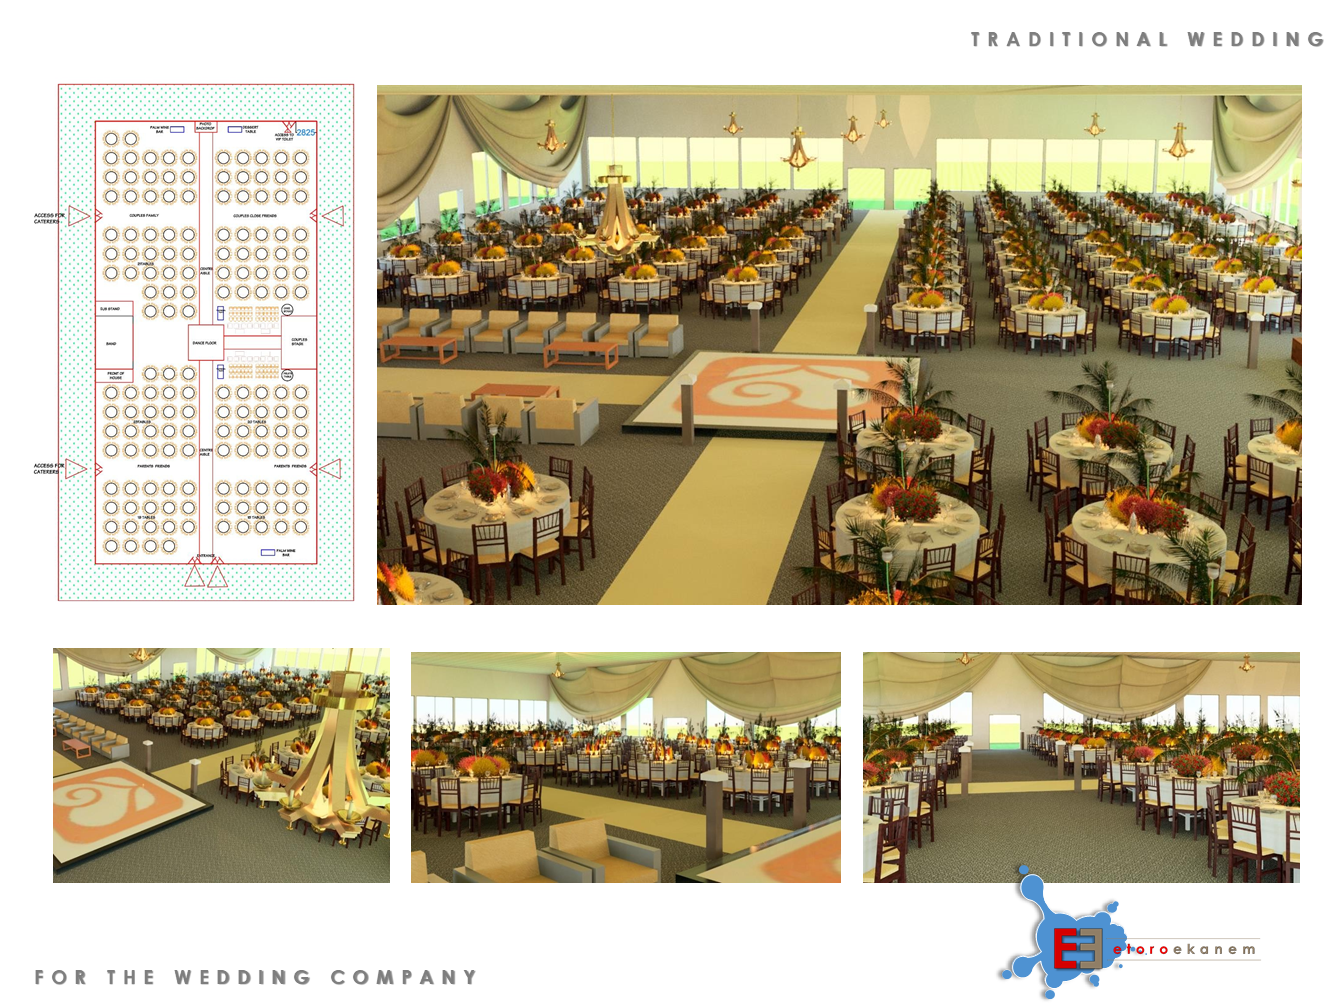 TRADITIONAL WEDDING
PALM WINE
BAR
PHOTO
BACKDROP
DESSERT
TABLE
ACCESS TO
VIP TOILET
2825
ACCESS FOR
CATERERS
COUPLES FAMILY
COUPLES CLOSE FRIENDS
CENTRE
AISLE
DJS STAND
BAND
DANCE FLOOR
COUPLES
STAGE
FRONT OF
HOUSE
CENTRE
AISLE
ACCESS FOR
CATERERS
PARENTS FRIENDS
PARENTS FRIENDS
ENTRANCE
PALM WINE
BAR
etoroekanem
FOR THE WEDDING COMPANY